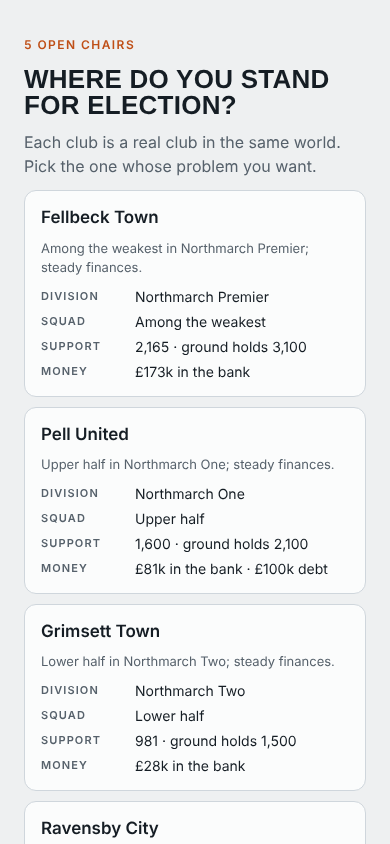 5 OPEN CHAIRS
WHERE DO YOU STAND
FOR ELECTION?
Each club is a real club in the same world.
Pick the one whose problem you want.
Fellbeck Town
Among the weakest in Northmarch Premier;
steady finances.
DIVISION Northmarch Premier
SQUAD Among the weakest
SUPPORT 2,165 · ground holds 3,100
MONEY £173k in the bank
Pell United
Upper half in Northmarch One; steady finances.
DIVISION Northmarch One
SQUAD Upper half
SUPPORT 1,600 · ground holds 2,100
MONEY £81k in the bank · £100k debt
Grimsett Town
Lower half in Northmarch Two; steady finances.
DIVISION Northmarch Two
SQUAD Lower half
SUPPORT 981 · ground holds 1,500
MONEY £28k in the bank
Ravensby City